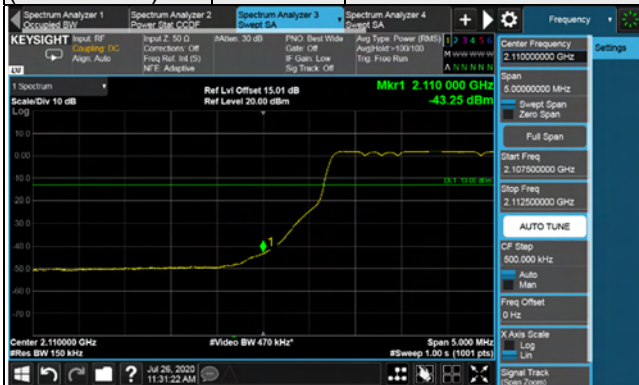 Spectrum Analyzer 1
Occupied BW
Spectrum Analyzer 2
Power Stat CCDF
Spectrum Analyzer 3
Swept SA
Spectrum Analyzer 4
Swept SA
Frequency
KEYSIGHT
Input: RF
Coupling: DC
Align: Auto
Input Z: 50 Ω
Corrections: Off
Freq Ref: Int (S)
NFE: Adaptive
#Atten: 30 dB
PNO: Best Wide
Gate: Off
IF Gain: Low
Sig Track: Off
Avg Type: Power (RMS)
Avg|Hold:>100/100
Trig: Free Run
1 2 3 4 5 6
M W W W W W
A N N N N N
LV
1 Spectrum
Scale/Div 10 dB
Log
Ref Lvl Offset 15.01 dB
Ref Level 20.00 dBm
Mkr1 2.110 000 GHz
-43.25 dBm
10.0
0.00
-20.0
-30.0
-40.0
-50.0
-60.0
-70.0
DL1 -13.00 dBm
1
Center 2.110000 GHz
#Res BW 150 kHz
#Video BW 470 kHz*
Span 5.000 MHz
#Sweep 1.00 s (1001 pts)
Jul 26, 2020
11:31:22 AM
Center Frequency
2.110000000 GHz
Settings
Span
5.00000000 MHz
Swept Span
Zero Span
Full Span
Start Freq
2.107500000 GHz
Stop Freq
2.112500000 GHz
AUTO TUNE
CF Step
500.000 kHz
Auto
Man
Freq Offset
0 Hz
X Axis Scale
Log
Lin
Signal Track
(Span Zoom)